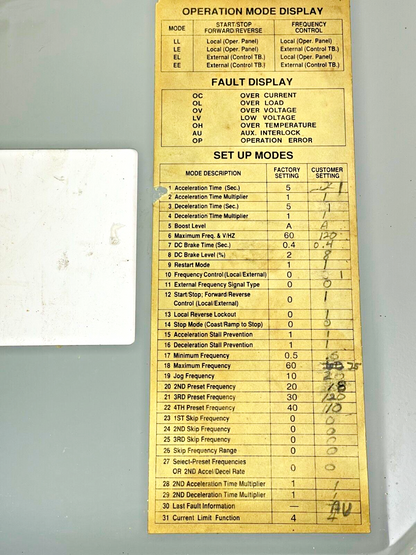 OPERATION MODE DISPLAY
MODE START/STOP FORWARD/REVERSE FREQUENCY CONTROL
LL Local (Oper. Panel) Local (Oper. Panel)
LE Local (Oper. Panel) External (Control TB.)
EL External (Control TB.) Local (Oper. Panel)
EE External (Control TB.) External (Control TB.)
FAULT DISPLAY
OC OVER CURRENT
OL OVER LOAD
OV OVER VOLTAGE
LV LOW VOLTAGE
OH OVER TEMPERATURE
AU AUX. INTERLOCK
OP OPERATION ERROR
SET UP MODES
MODE DESCRIPTION FACTORY SETTING CUSTOMER SETTING
1 Acceleration Time (Sec.) 5 1
2 Acceleration Time Multiplier 1 1
3 Deceleration Time (Sec.) 5 1
4 Deceleration Time Multiplier 1 1
5 Boost Level A A
6 Maximum Freq. & V/HZ 60 120
7 DC Brake Time (Sec.) 0.4 0.4
8 DC Brake Level (%) 2 8
9 Restart Mode 1 1
10 Frequency Control (Local/External) 0 1
11 External Frequency Signal Type 0 0
12 Start/Stop; Forward/Reverse
Control (Local/External) 0 1
13 Local Reverse Lockout 0 1
14 Stop Mode (Coast/Ramp to Stop) 0 0
15 Acceleration Stall Prevention 1 1
16 Deceleration Stall Prevention 1 1
17 Minimum Frequency 0.5
18 Maximum Frequency 60 75
19 Jog Frequency 10 20
20 2ND Preset Frequency 20 18
21 3RD Preset Frequency 30 120
22 4TH Preset Frequency 40 110
23 1ST Skip Frequency 0 0
24 2ND Skip Frequency 0 0
25 3RD Skip Frequency 0 0
26 Skip Frequency Range 0 0
27 Select-Preset Frequencies
OR 2ND Accel/Decel Rate 0 0
28 2ND Acceleration Time Multiplier 1 1
29 2ND Deceleration Time Multiplier 1 1
30 Last Fault Information — AU
31 Current Limit Function 4 4